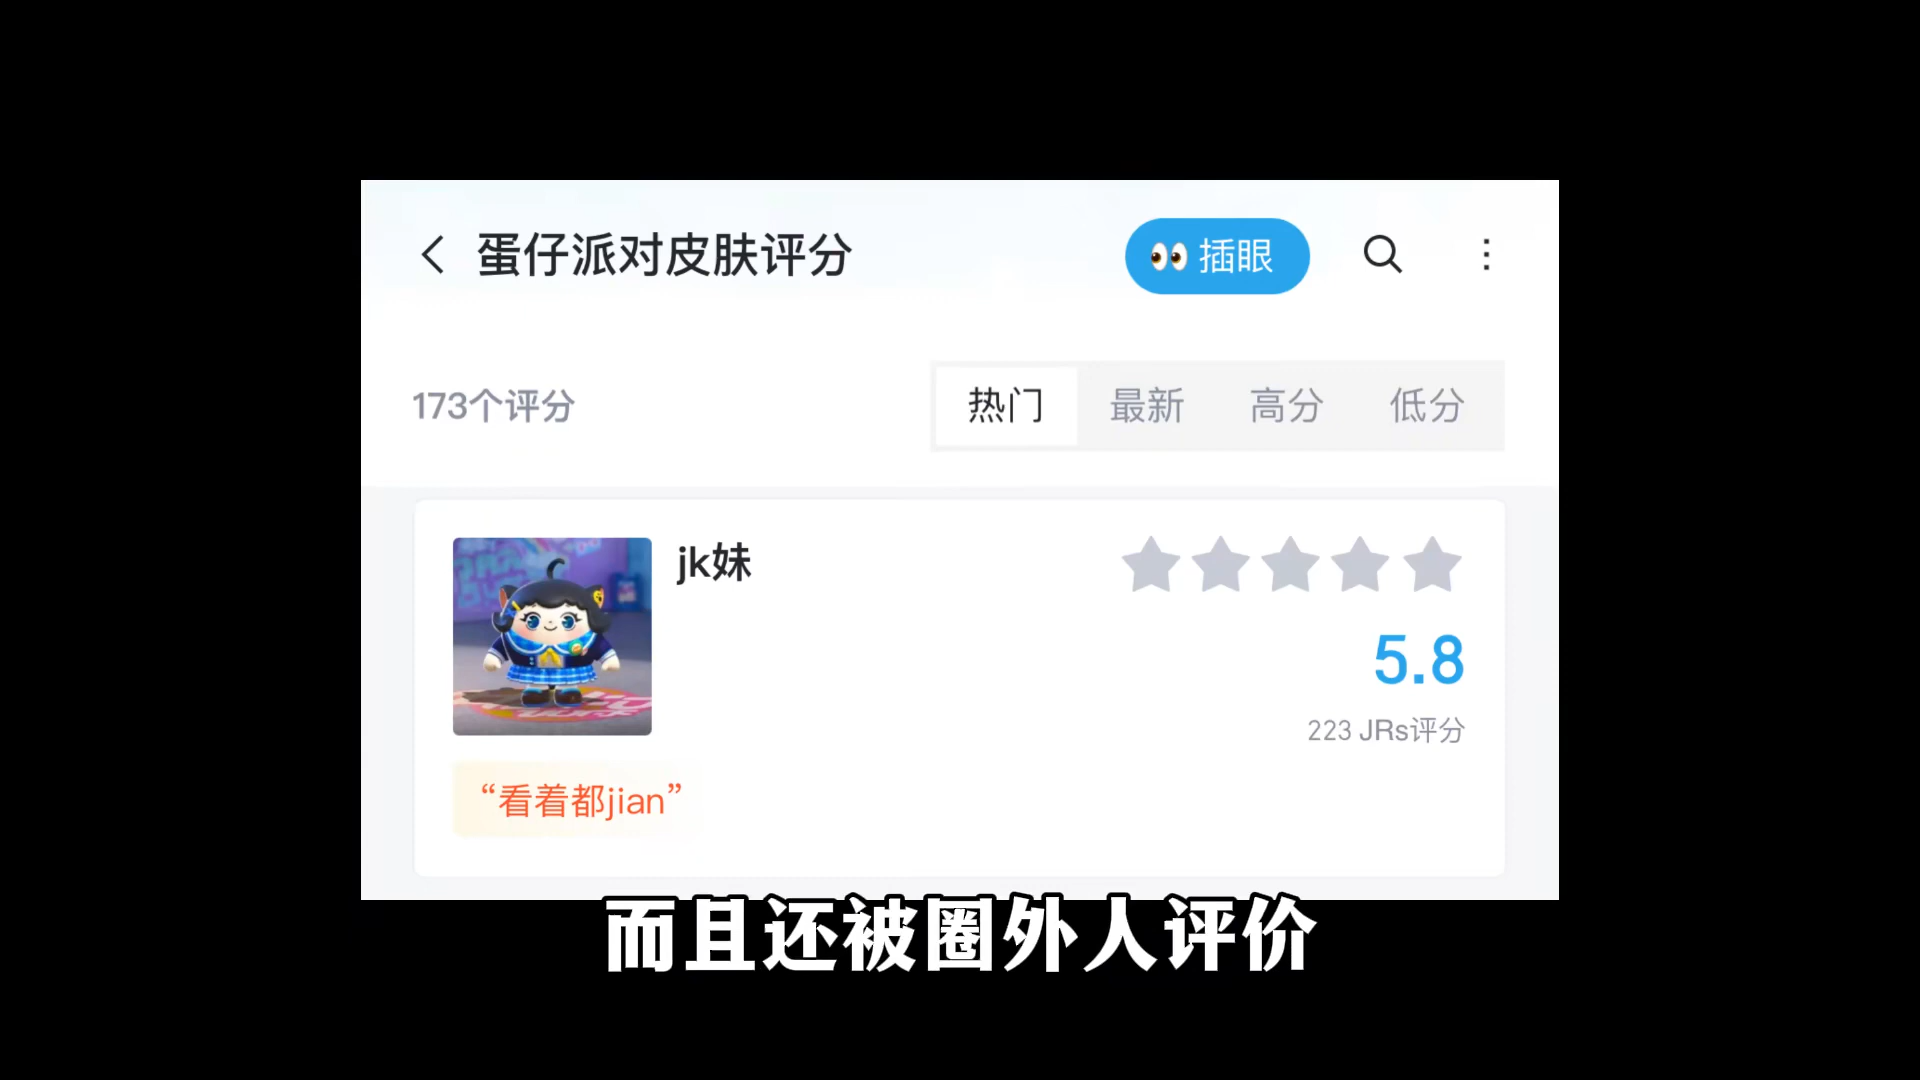 蛋仔派对皮肤评分
插眼
173个评分
热门 最新 高分 低分
jk妹
5.8
223 JRs评分
“看着都jian”
而且还被圈外人评价